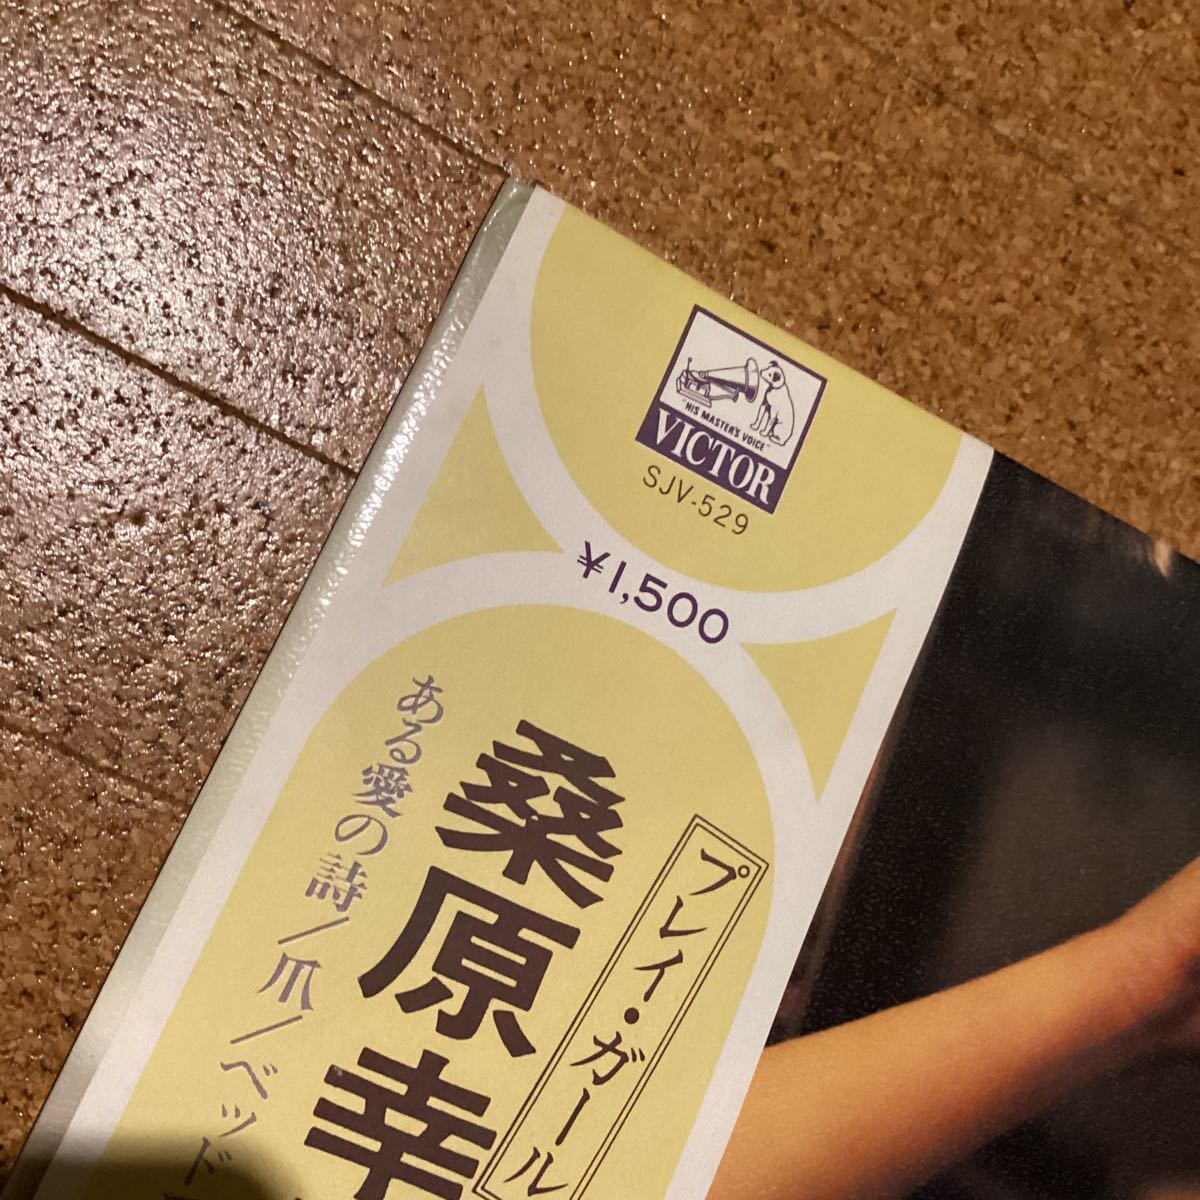 "HIS MASTER'S VOICE"
VICTOR
SJV-529
¥1,500
プレイ・ガール
桑原幸
ある愛の詩/爪/ベッド